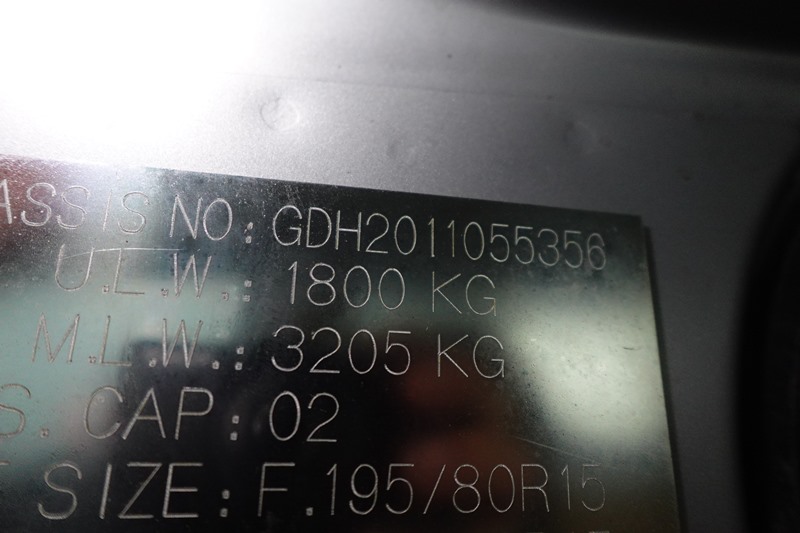 ASSIS NO: GDH2011055356
U.L.W.: 1800 KG
M.L.W.: 3205 KG
S. CAP: 02
SIZE: F.195/80R15